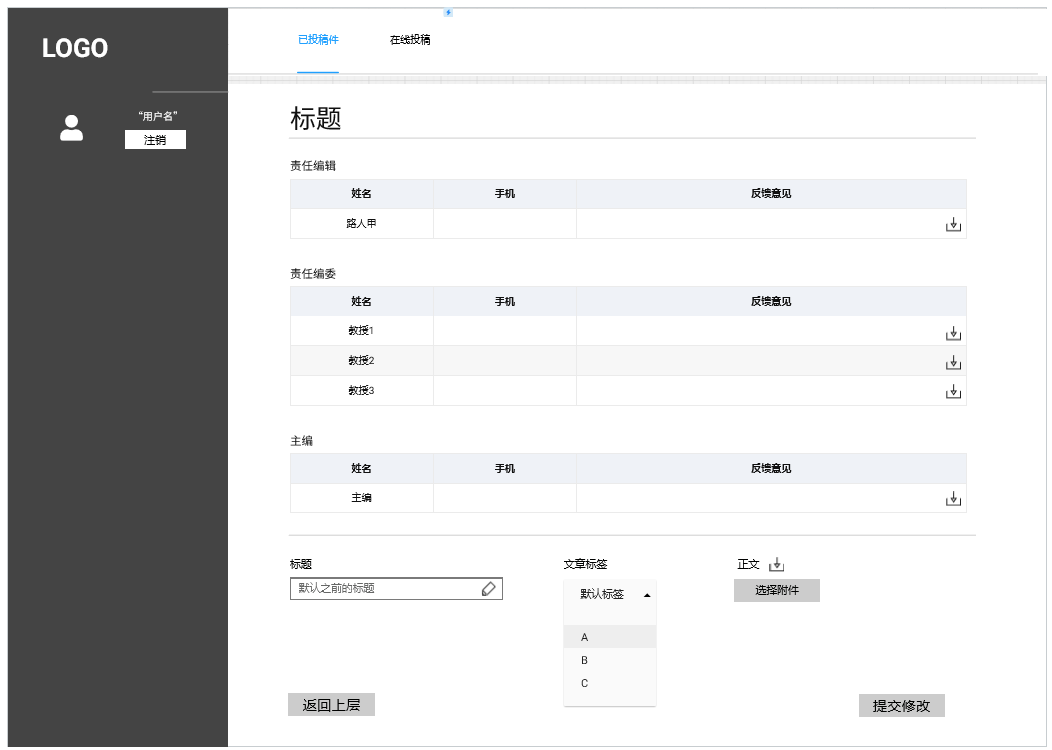 LOGO
已投稿件 在线投稿
“用户名”
注销
标题
责任编辑
姓名 手机 反馈意见
路人甲
责任编委
姓名 手机 反馈意见
教授1
教授2
教授3
主编
姓名 手机 反馈意见
主编
标题 文章标签 正文
默认之前的标题 默认标签 选择附件
A
B
C
返回上层 提交修改